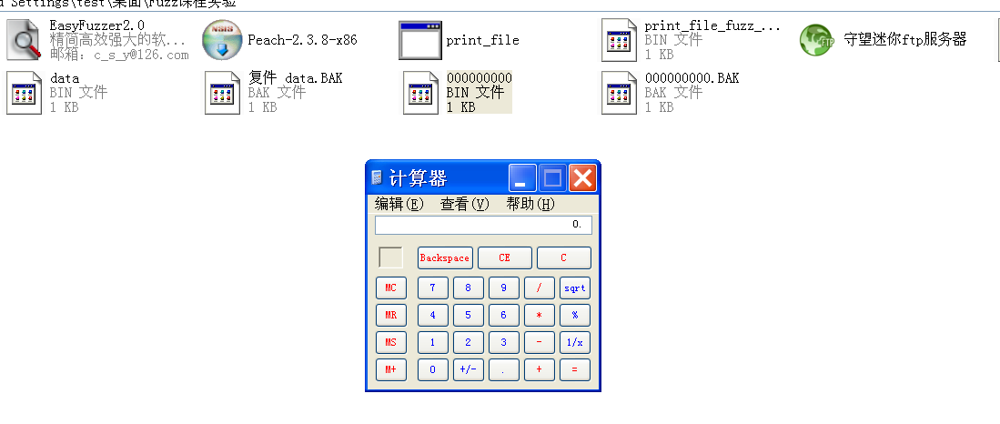 d Settings\test\桌面\Fuzz课程实验
EasyFuzzer2.0
精简高效强大的软...
邮箱：c_s_y@126.com
Peach-2.3.8-x86
print_file
print_file_fuzz_...
BIN 文件
1 KB
守望迷你ftp服务器
data
BIN 文件
1 KB
复件 data.BAK
BAK 文件
1 KB
000000000
BIN 文件
1 KB
000000000.BAK
BAK 文件
1 KB
计算器
编辑(E) 查看(V) 帮助(H)
0.
Backspace CE C
MC 7 8 9 / sqrt
MR 4 5 6 * %
MS 1 2 3 - 1/x
M+ 0 +/- . + =